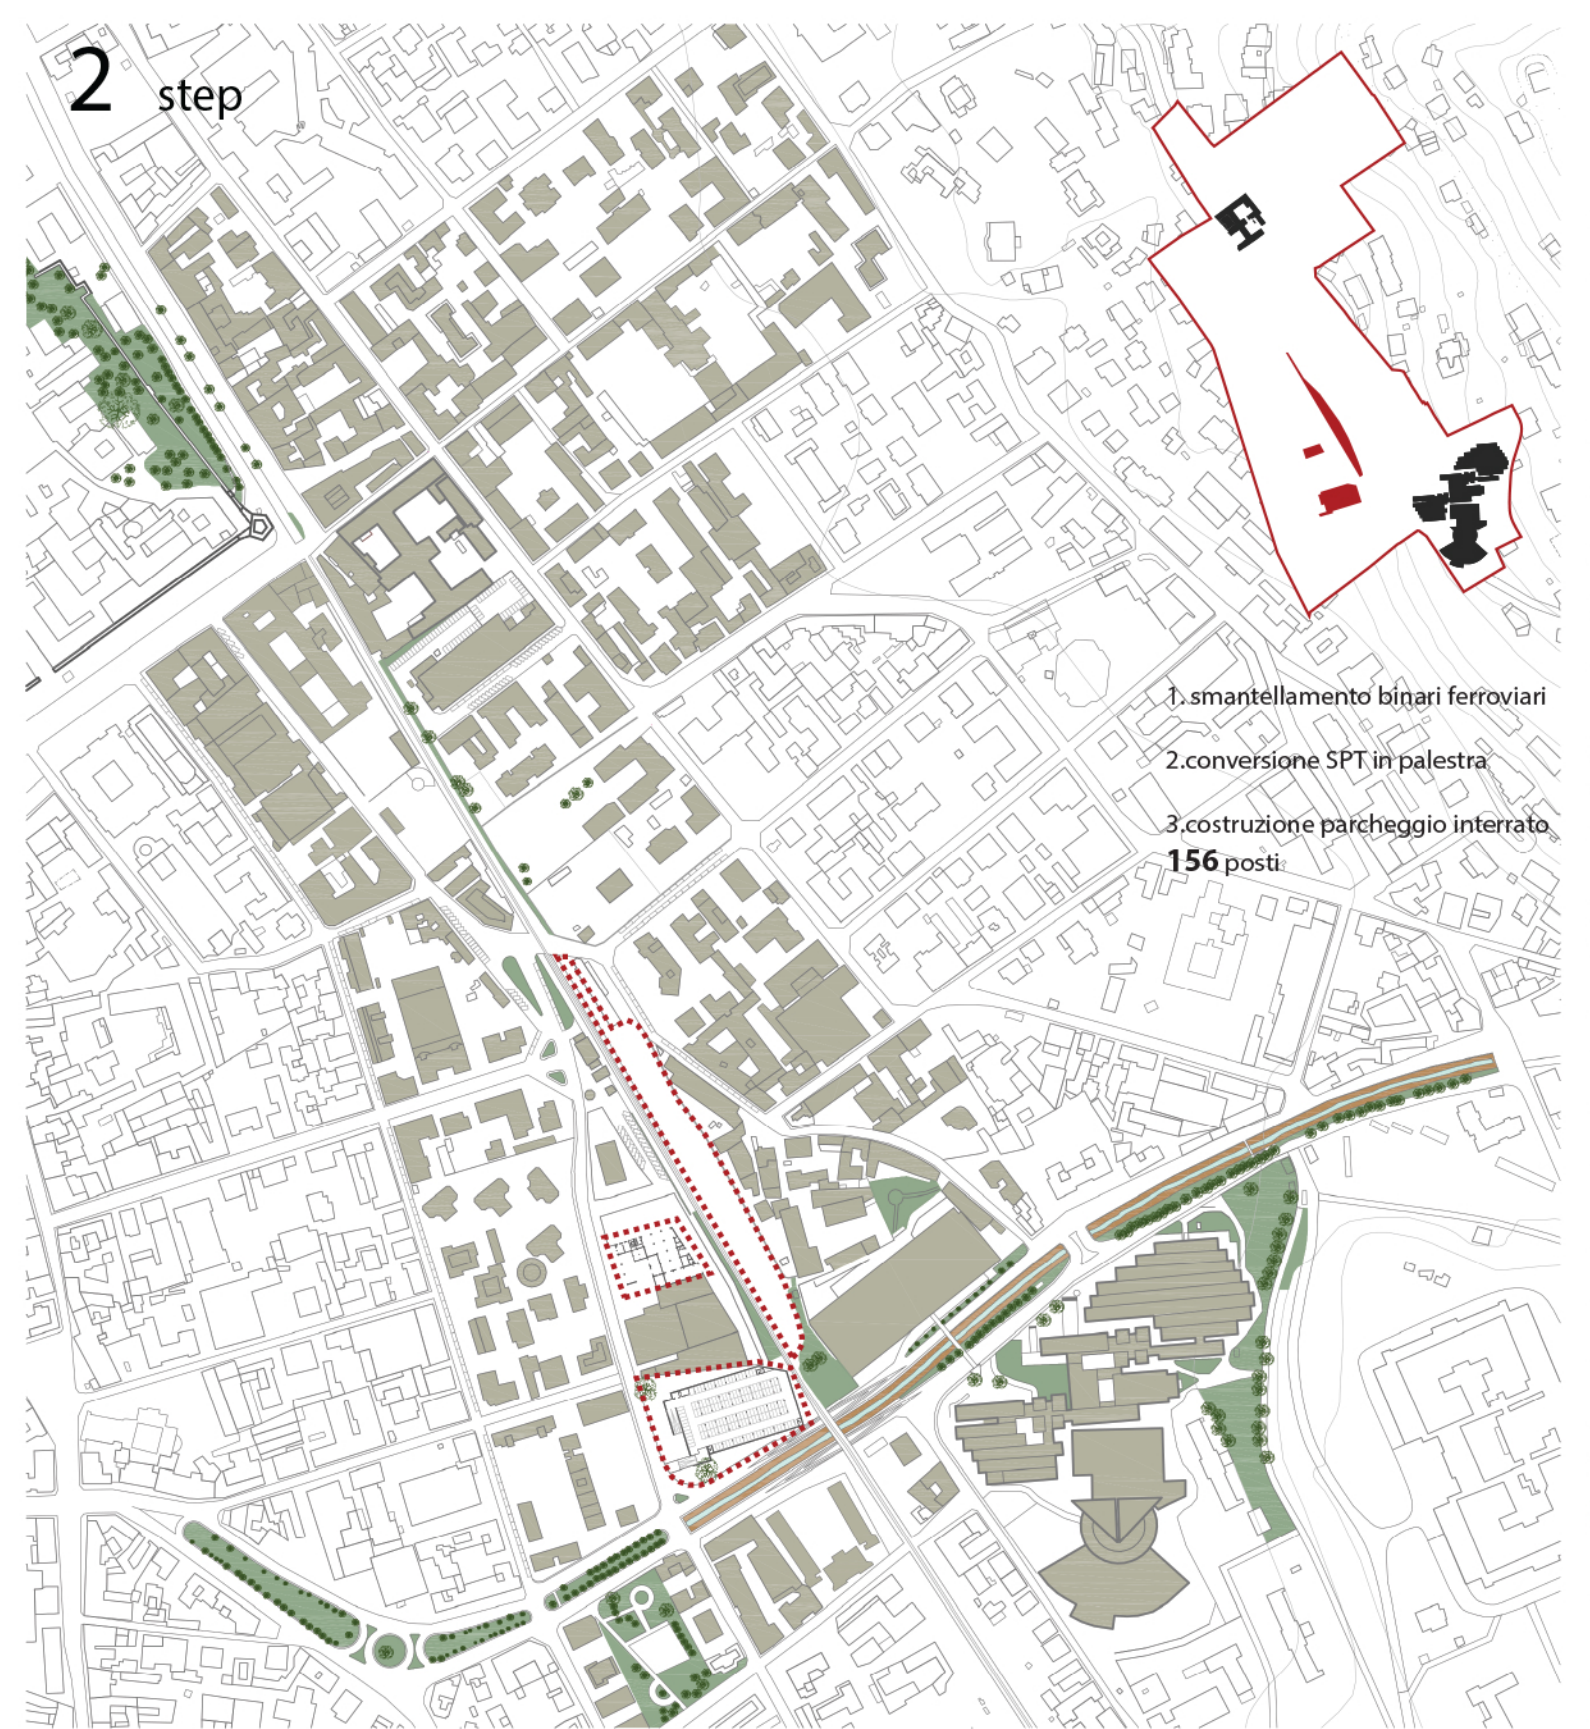 2 step
1. smantellamento binari ferroviari
2.conversione SPT in palestra
3.costruzione parcheggio interrato
156 posti